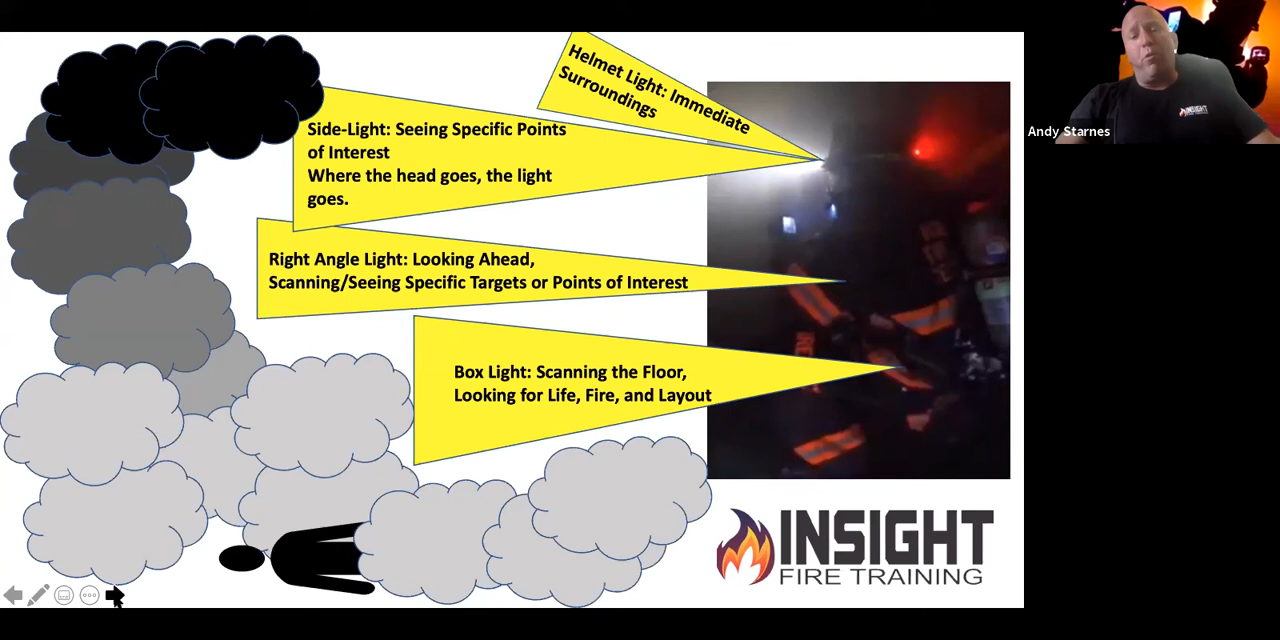 Helmet Light: Immediate
Surroundings
Side-Light: Seeing Specific Points
of Interest
Where the head goes, the light
goes.
Right Angle Light: Looking Ahead,
Scanning/Seeing Specific Targets or Points of Interest
Box Light: Scanning the Floor,
Looking for Life, Fire, and Layout
INSIGHT
FIRE TRAINING
INSIGHT
Andy Starnes